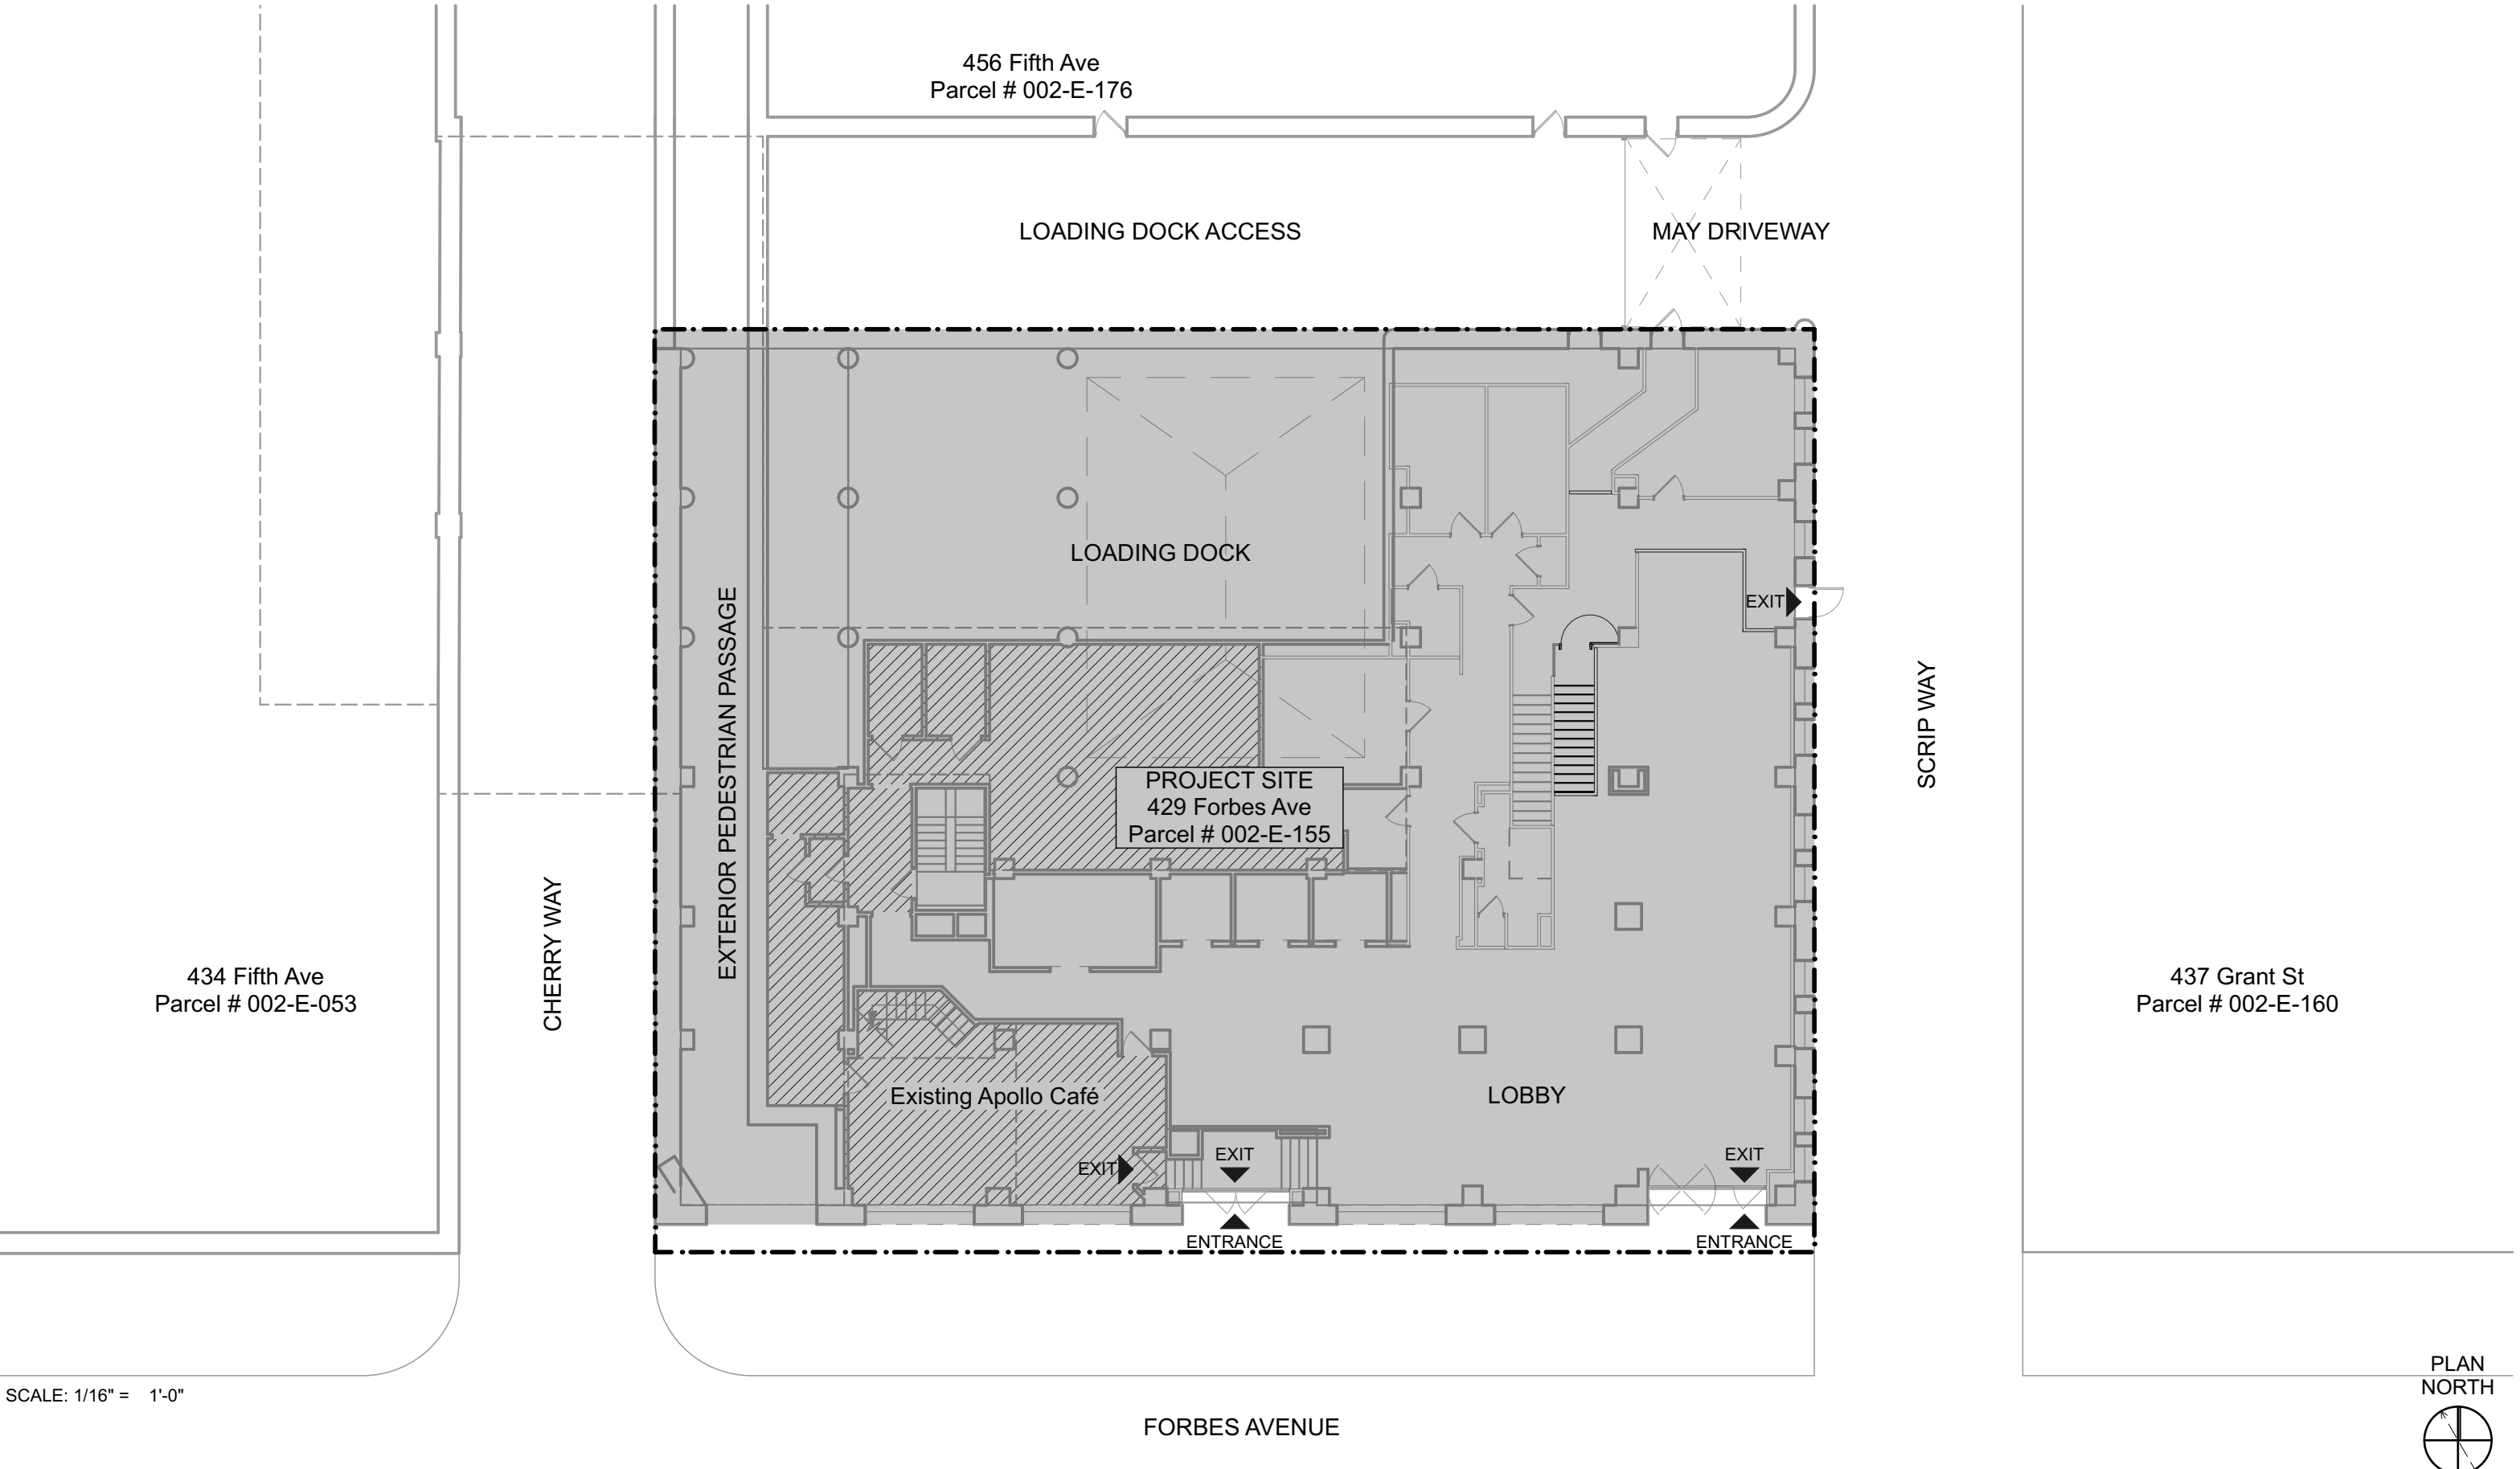 456 Fifth Ave
Parcel # 002-E-176
LOADING DOCK ACCESS
MAY DRIVEWAY
LOADING DOCK
EXIT
EXTERIOR PEDESTRIAN PASSAGE
SCRIP WAY
PROJECT SITE
429 Forbes Ave
Parcel # 002-E-155
CHERRY WAY
434 Fifth Ave
Parcel # 002-E-053
437 Grant St
Parcel # 002-E-160
Existing Apollo Café
LOBBY
EXIT
EXIT
EXIT
ENTRANCE
ENTRANCE
PLAN
NORTH
SCALE: 1/16" = 1'-0"
FORBES AVENUE